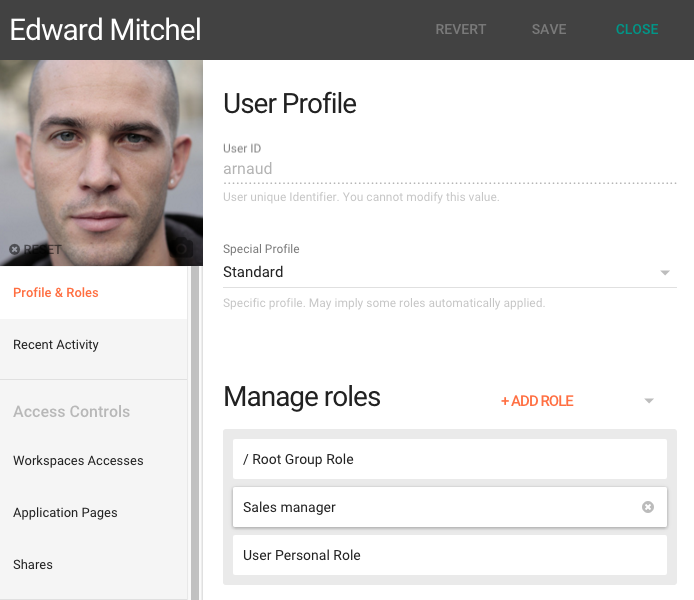 Edward Mitchel
REVERT SAVE CLOSE
RESET
Profile & Roles
Recent Activity
Access Controls
Workspaces Accesses
Application Pages
Shares
User Profile
User ID
arnaud
User unique Identifier. You cannot modify this value.
Special Profile
Standard
Specific profile. May imply some roles automatically applied.
Manage roles
+ ADD ROLE
/ Root Group Role
Sales manager
User Personal Role